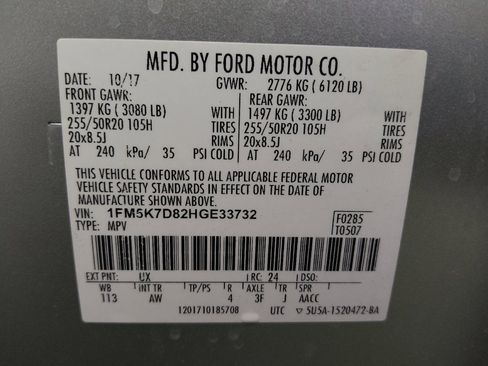 MFD. BY FORD MOTOR CO.
DATE: 10/17 GVWR: 2776 KG ( 6120 LB)
FRONT GAWR: REAR GAWR:
1397 KG ( 3080 LB) WITH 1497 KG ( 3300 LB) WITH
255/50R20 105H TIRES 255/50R20 105H TIRES
20x8.5J RIMS 20x8.5J RIMS
AT 240 kPa/ 35 PSI COLD AT 240 kPa/ 35 PSI COLD
THIS VEHICLE CONFORMS TO ALL APPLICABLE FEDERAL MOTOR
VEHICLE SAFETY STANDARDS IN EFFECT ON THE DATE OF MANUFACTURE
SHOWN ABOVE.
VIN: 1FM5K7D82HGE33732 F0285
TYPE: MPV T0507
EXT PNT: UX RC: 24 DSO:
WB INT TR TP/PS R AXLE TR SPR
113 AW 4 3F J AACC
1201710185708 UTC ▽ 5U5A-1520472-BA